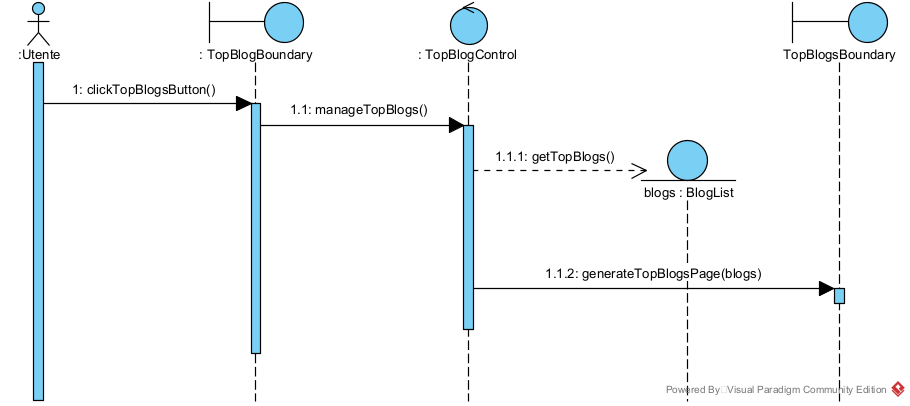 :Utente
: TopBlogBoundary
: TopBlogControl
TopBlogsBoundary
1: clickTopBlogsButton()
1.1: manageTopBlogs()
1.1.1: getTopBlogs()
blogs : BlogList
1.1.2: generateTopBlogsPage(blogs)
Powered By Visual Paradigm Community Edition